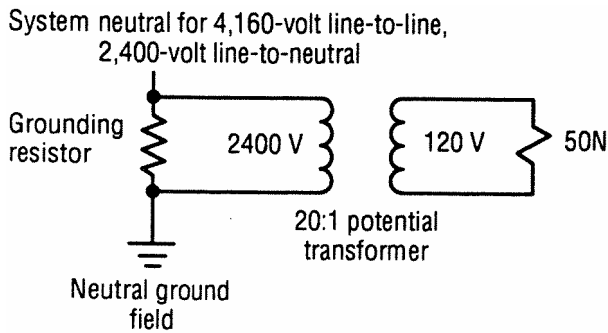 System neutral for 4,160-volt line-to-line,
2,400-volt line-to-neutral
Grounding
resistor
2400 V
120 V
50N
20:1 potential
transformer
Neutral ground
field